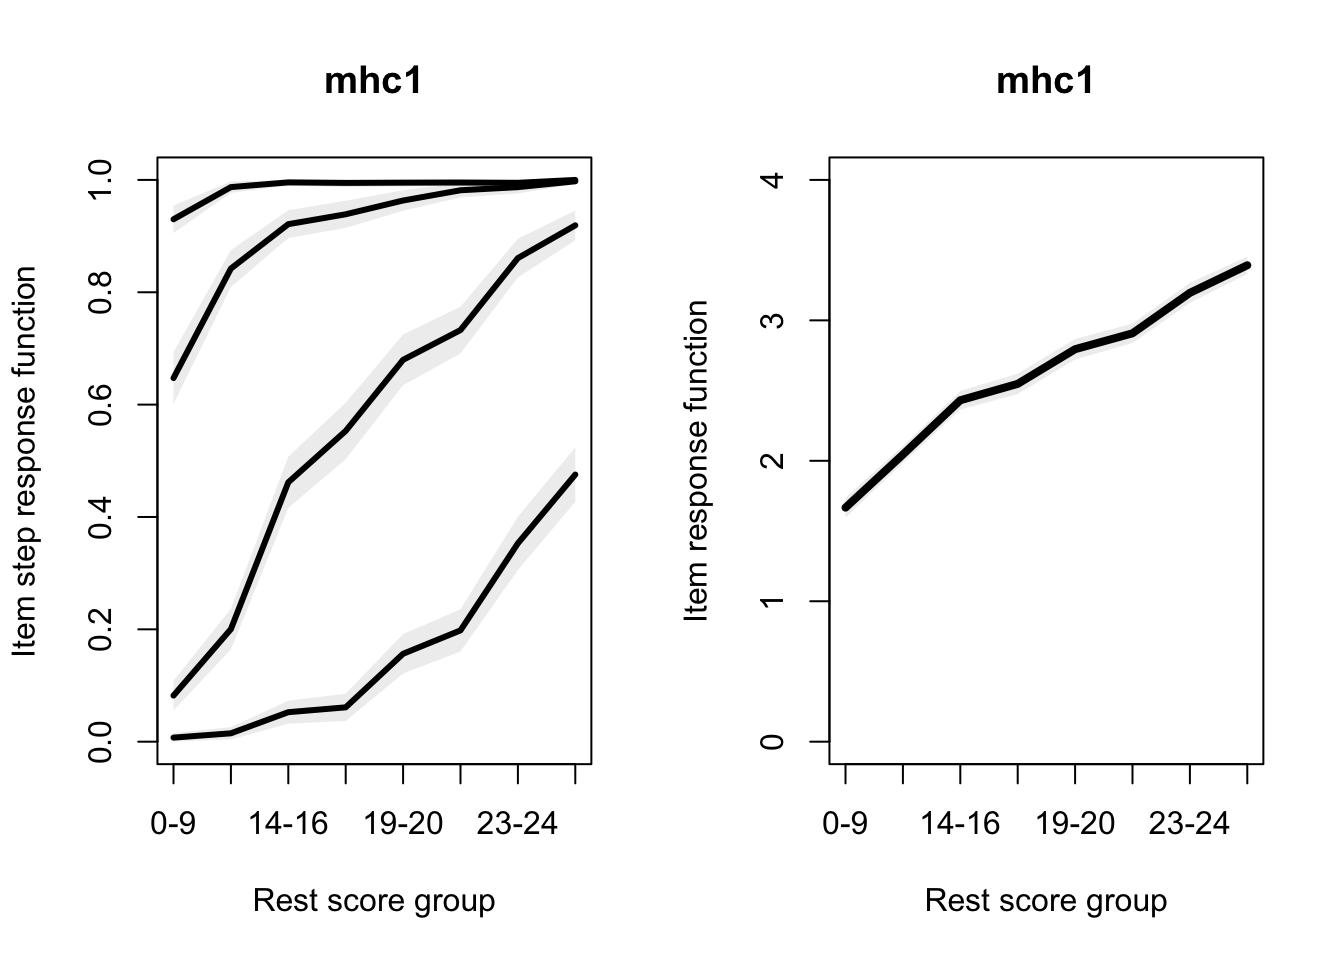 mhc1
Item step response function
1.0
0.8
0.6
0.4
0.2
0.0
0-9 14-16 19-20 23-24
Rest score group
mhc1
Item response function
4
3
2
1
0
0-9 14-16 19-20 23-24
Rest score group